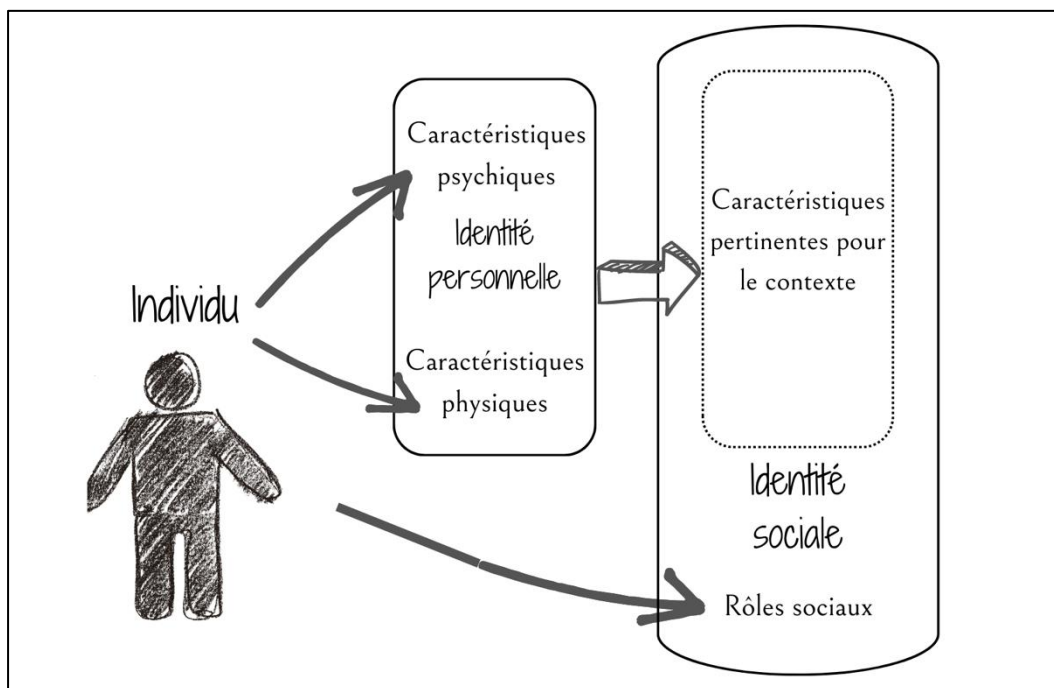 Individu
Caractéristiques
psychiques
Identité
personnelle
Caractéristiques
physiques
Caractéristiques
pertinentes pour
le contexte
Identité
sociale
Rôles sociaux